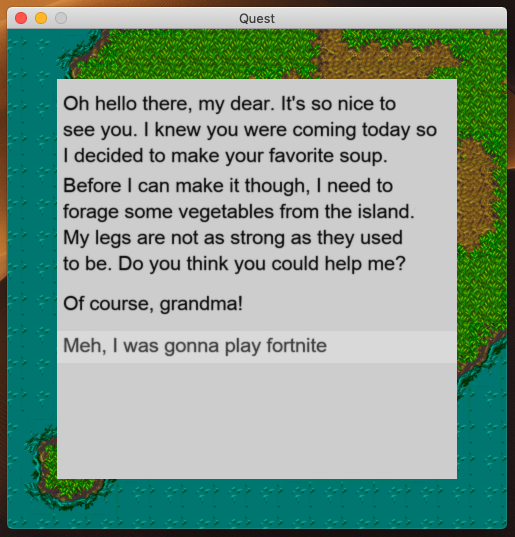 Quest
Oh hello there, my dear. It's so nice to
see you. I knew you were coming today so
I decided to make your favorite soup.
Before I can make it though, I need to
forage some vegetables from the island.
My legs are not as strong as they used
to be. Do you think you could help me?
Of course, grandma!
Meh, I was gonna play fortnite